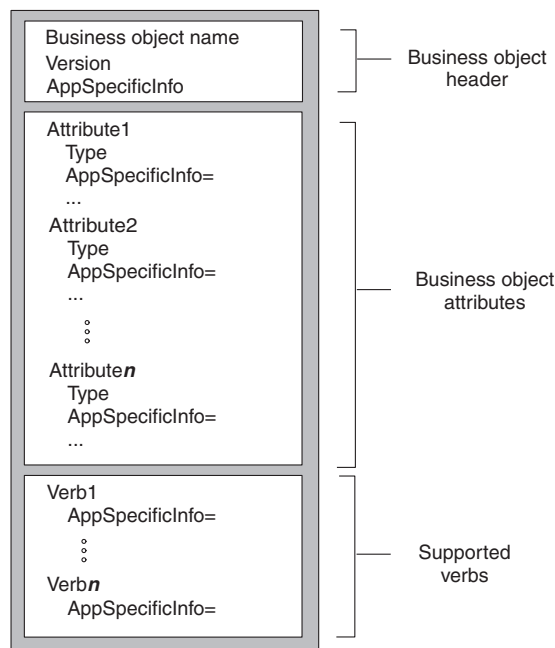 Business object name
Version
AppSpecificInfo
Business object
header
Attribute1
Type
AppSpecificInfo=
...
Attribute2
Type
AppSpecificInfo=
...
Attributen
Type
AppSpecificInfo=
...
Business object
attributes
Verb1
AppSpecificInfo=
Verbn
AppSpecificInfo=
Supported
verbs